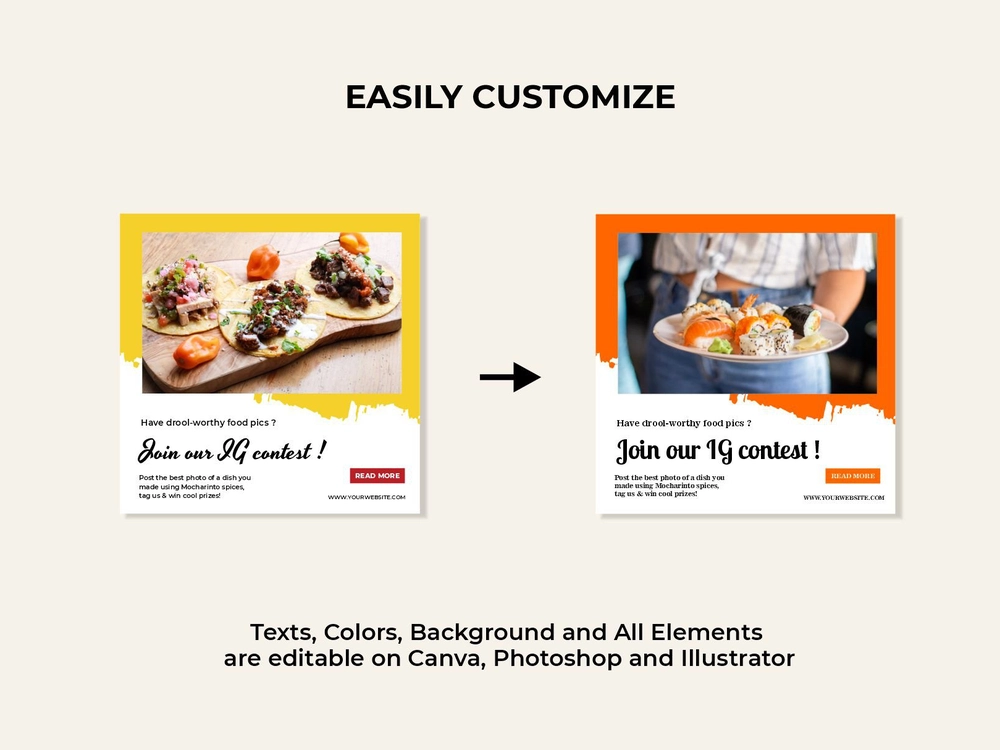 EASILY CUSTOMIZE
Have drool-worthy food pics ?
Join our IG contest !
Post the best photo of a dish you
made using Mocharinto spices,
tag us & win cool prizes!
READ MORE
WWW.YOURWEBSITE.COM
Have drool-worthy food pics ?
Join our IG contest !
Post the best photo of a dish you
made using Mocharinto spices,
tag us & win cool prizes!
READ MORE
WWW.YOURWEBSITE.COM
Texts, Colors, Background and All Elements
are editable on Canva, Photoshop and Illustrator